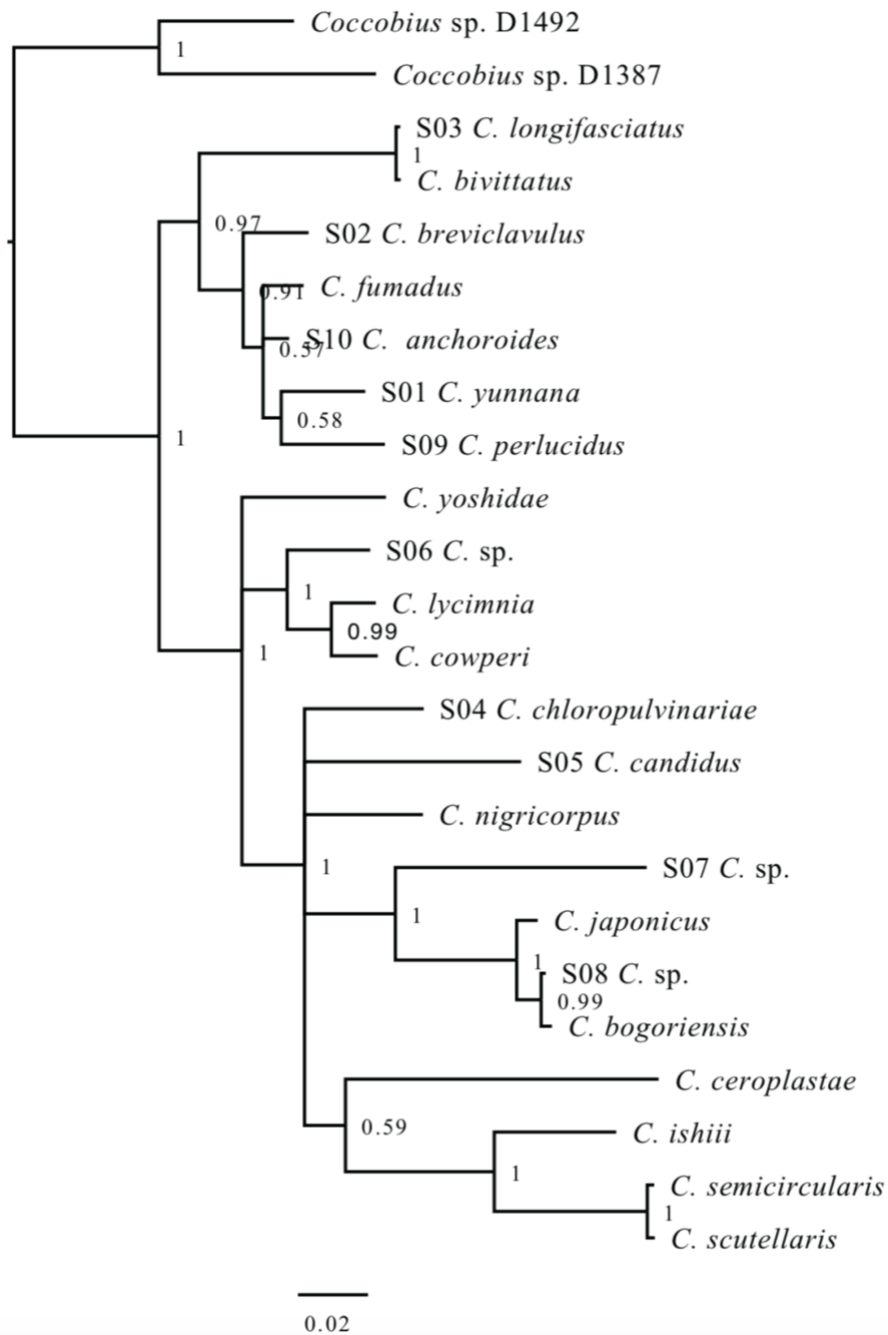 Coccobius sp. D1492
1
Coccobius sp. D1387
S03 C. longifasciatus
1
C. bivittatus
0.97
S02 C. breviclavulus
0.91
C. fumadus
S10 C. anchoroides
0.57
S01 C. yunnana
0.58
1
S09 C. perlucidus
C. yoshidae
S06 C. sp.
1
C. lycimnia
0.99
1
C. cowperi
S04 C. chloropulvinariae
S05 C. candidus
C. nigricorpus
1
S07 C. sp.
1
C. japonicus
1
S08 C. sp.
0.99
C. bogoriensis
C. ceroplastae
0.59
C. ishiii
1
C. semicircularis
1
C. scutellaris
0.02